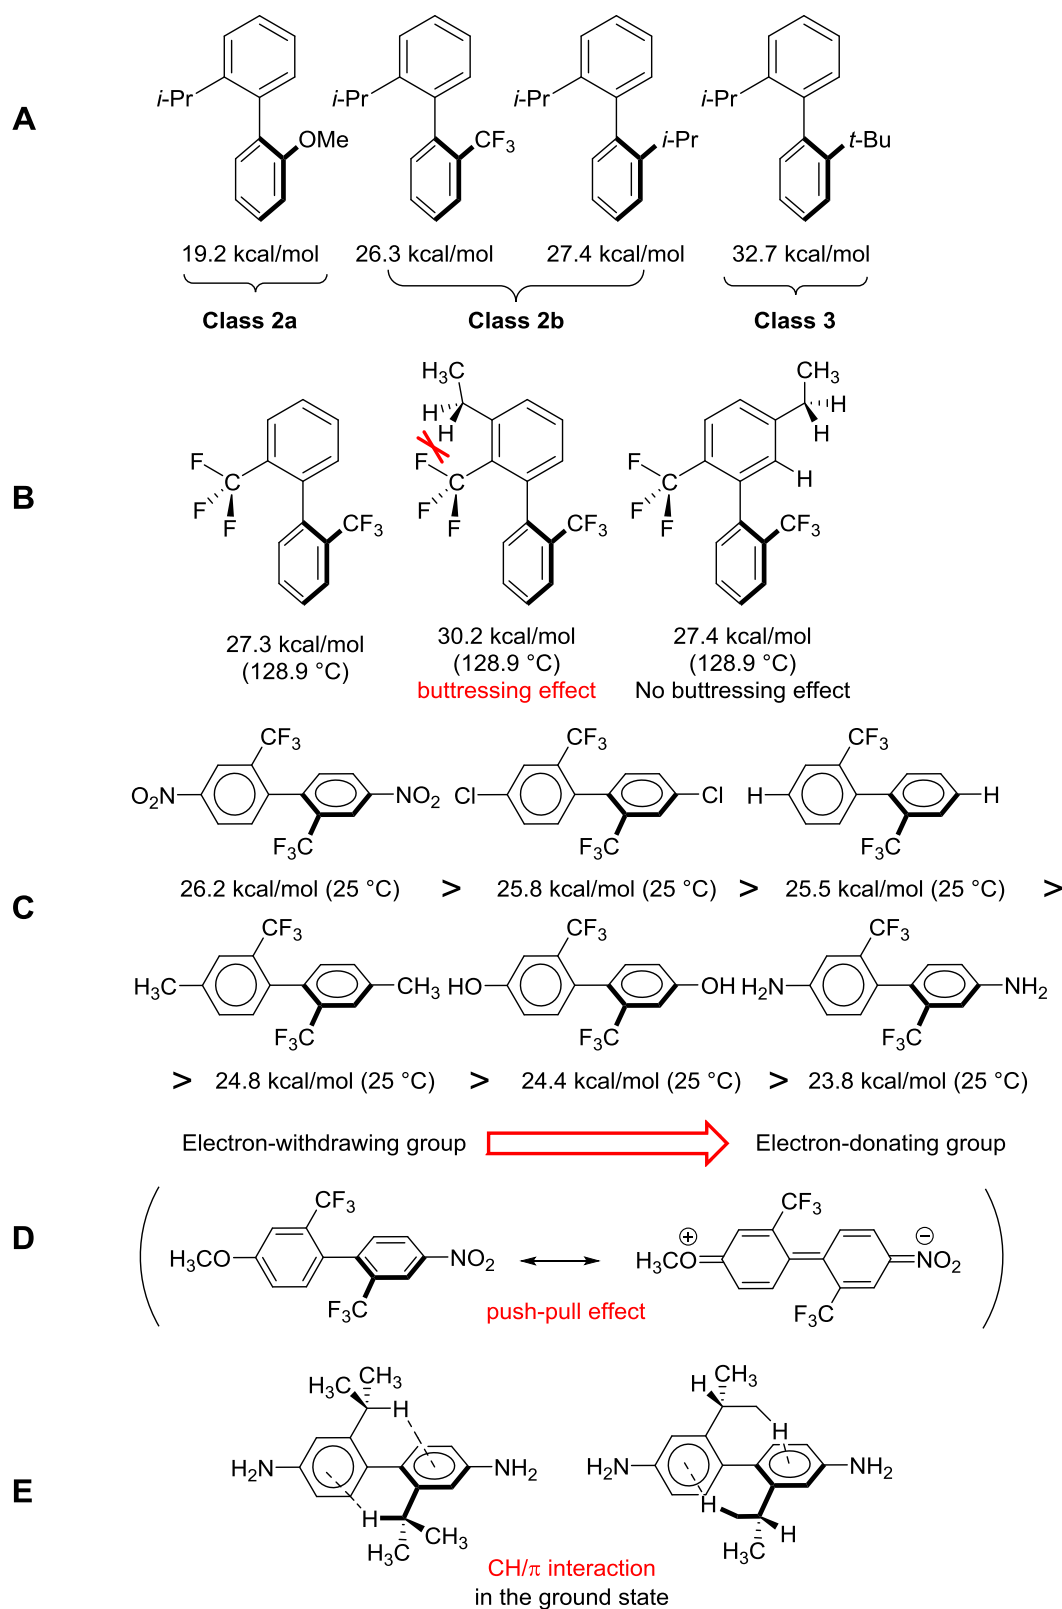 A
i-Pr i-Pr i-Pr i-Pr
OMe CF3 i-Pr t-Bu
19.2 kcal/mol 26.3 kcal/mol 27.4 kcal/mol 32.7 kcal/mol
Class 2a Class 2b Class 3
B
H3C CH3
H H H
H F F
F C F C F C H
F F CF3 F F CF3 F F CF3
27.3 kcal/mol 30.2 kcal/mol 27.4 kcal/mol
(128.9 °C) (128.9 °C) (128.9 °C)
buttressing effect No buttressing effect
C
CF3 CF3 CF3
O2N NO2 Cl Cl H H
F3C F3C F3C
26.2 kcal/mol (25 °C) > 25.8 kcal/mol (25 °C) > 25.5 kcal/mol (25 °C) >
CF3 CF3 CF3
H3C CH3 HO OH H2N NH2
F3C F3C F3C
> 24.8 kcal/mol (25 °C) > 24.4 kcal/mol (25 °C) > 23.8 kcal/mol (25 °C)
Electron-withdrawing group Electron-donating group
D
CF3 CF3
H3CO NO2 H3CO ⊕ NO2 ⊖
F3C F3C
push-pull effect
E
H3C CH3 H CH3
H H
H2N NH2 H2N NH2
H H
CH3 H
H3C H3C
CH/π interaction
in the ground state